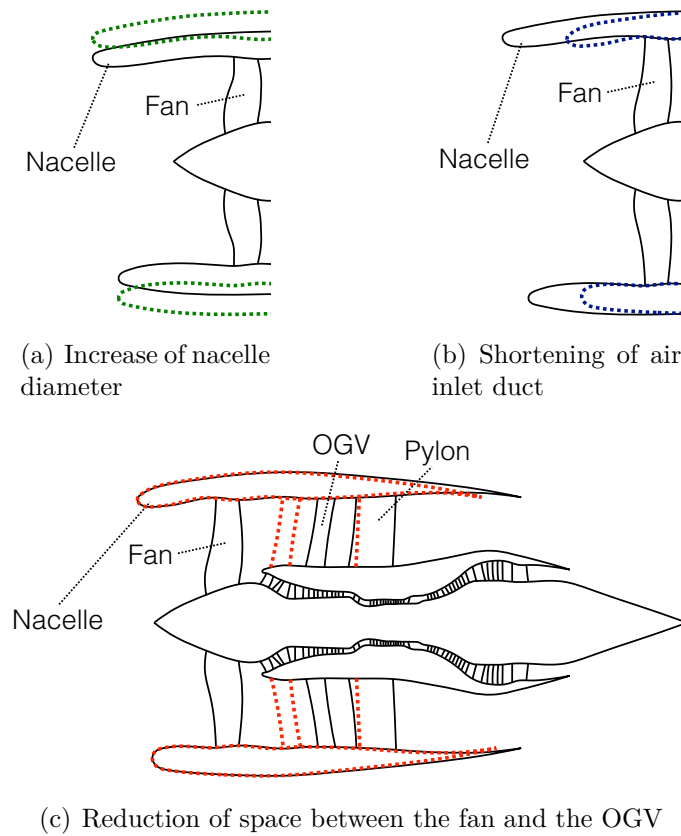 Fan
Nacelle
(a) Increase of nacelle
diameter
Fan
Nacelle
(b) Shortening of air
inlet duct
OGV
Pylon
Fan
Nacelle
(c) Reduction of space between the fan and the OGV